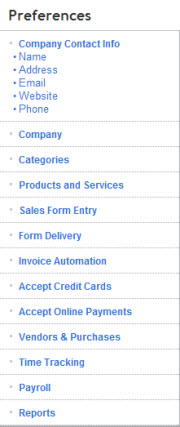 Preferences
Company Contact Info
• Name
• Address
• Email
• Website
• Phone
Company
Categories
Products and Services
Sales Form Entry
Form Delivery
Invoice Automation
Accept Credit Cards
Accept Online Payments
Vendors & Purchases
Time Tracking
Payroll
Reports